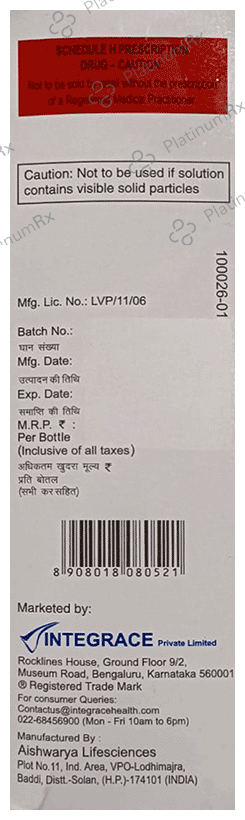 SCHEDULE H PRESCRIPTION
DRUG - CAUTION
Not to be sold by retail without the prescription
of a Registered Medical Practitioner.
Caution: Not to be used if solution
contains visible solid particles
100026-01
Mfg. Lic. No.: LVP/11/06
Batch No.:
घान संख्या
Mfg. Date:
उत्पादन की तिथि
Exp. Date:
समाप्ति की तिथि
M.R.P. ₹ :
Per Bottle
(Inclusive of all taxes)
अधिकतम खुदरा मूल्य ₹
प्रति बोतल
(सभी कर सहित)
8 908018 080521
Marketed by:
INTEGRACE Private Limited
Rocklines House, Ground Floor 9/2,
Museum Road, Bengaluru, Karnataka 560001
® Registered Trade Mark
For consumer Queries:
Contactus@integracehealth.com
022-68456900 (Mon - Fri 10am to 6pm)
Manufactured By :
Aishwarya Lifesciences
Plot No.11, Ind. Area, VPO-Lodhimajra,
Baddi, Distt.-Solan, (H.P.)-174101 (INDIA)
PlatinumRx
PlatinumRx
PlatinumRx